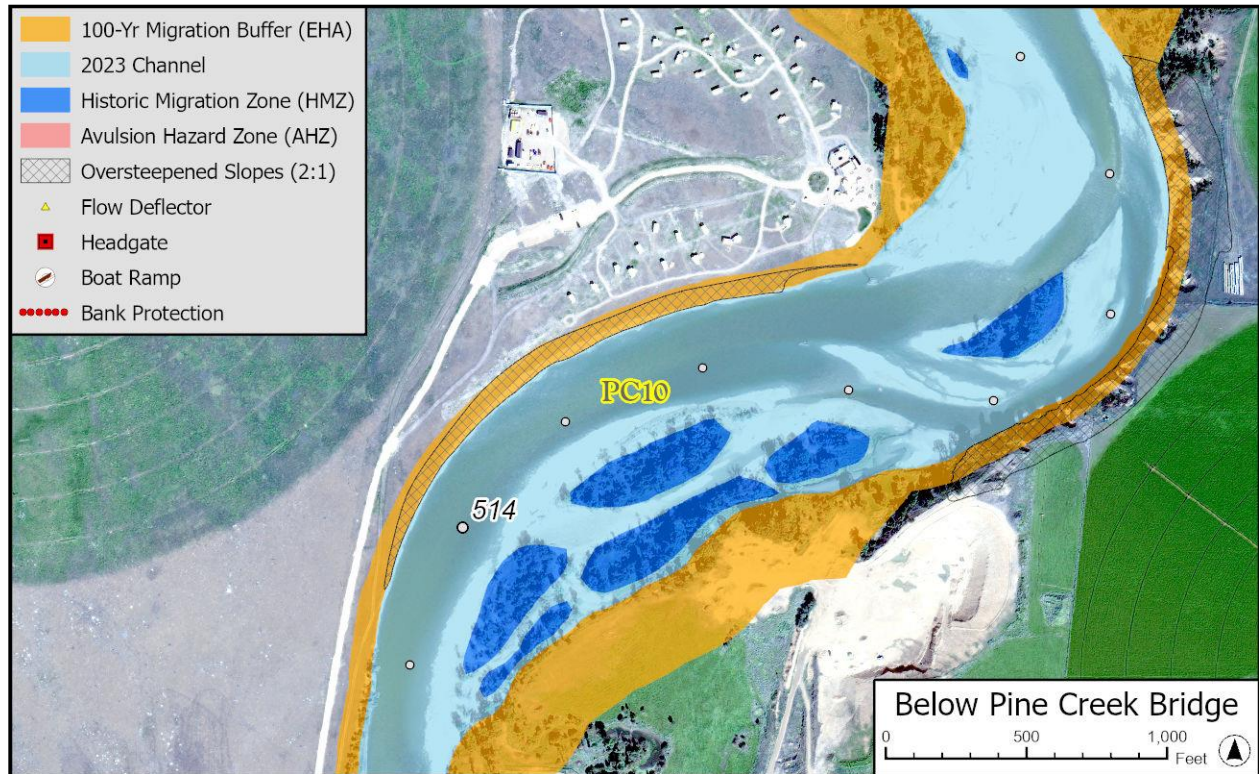 100-Yr Migration Buffer (EHA)
2023 Channel
Historic Migration Zone (HMZ)
Avulsion Hazard Zone (AHZ)
Oversteepened Slopes (2:1)
Flow Deflector
Headgate
Boat Ramp
Bank Protection
PC10
514
Below Pine Creek Bridge
0 500 1,000
Feet